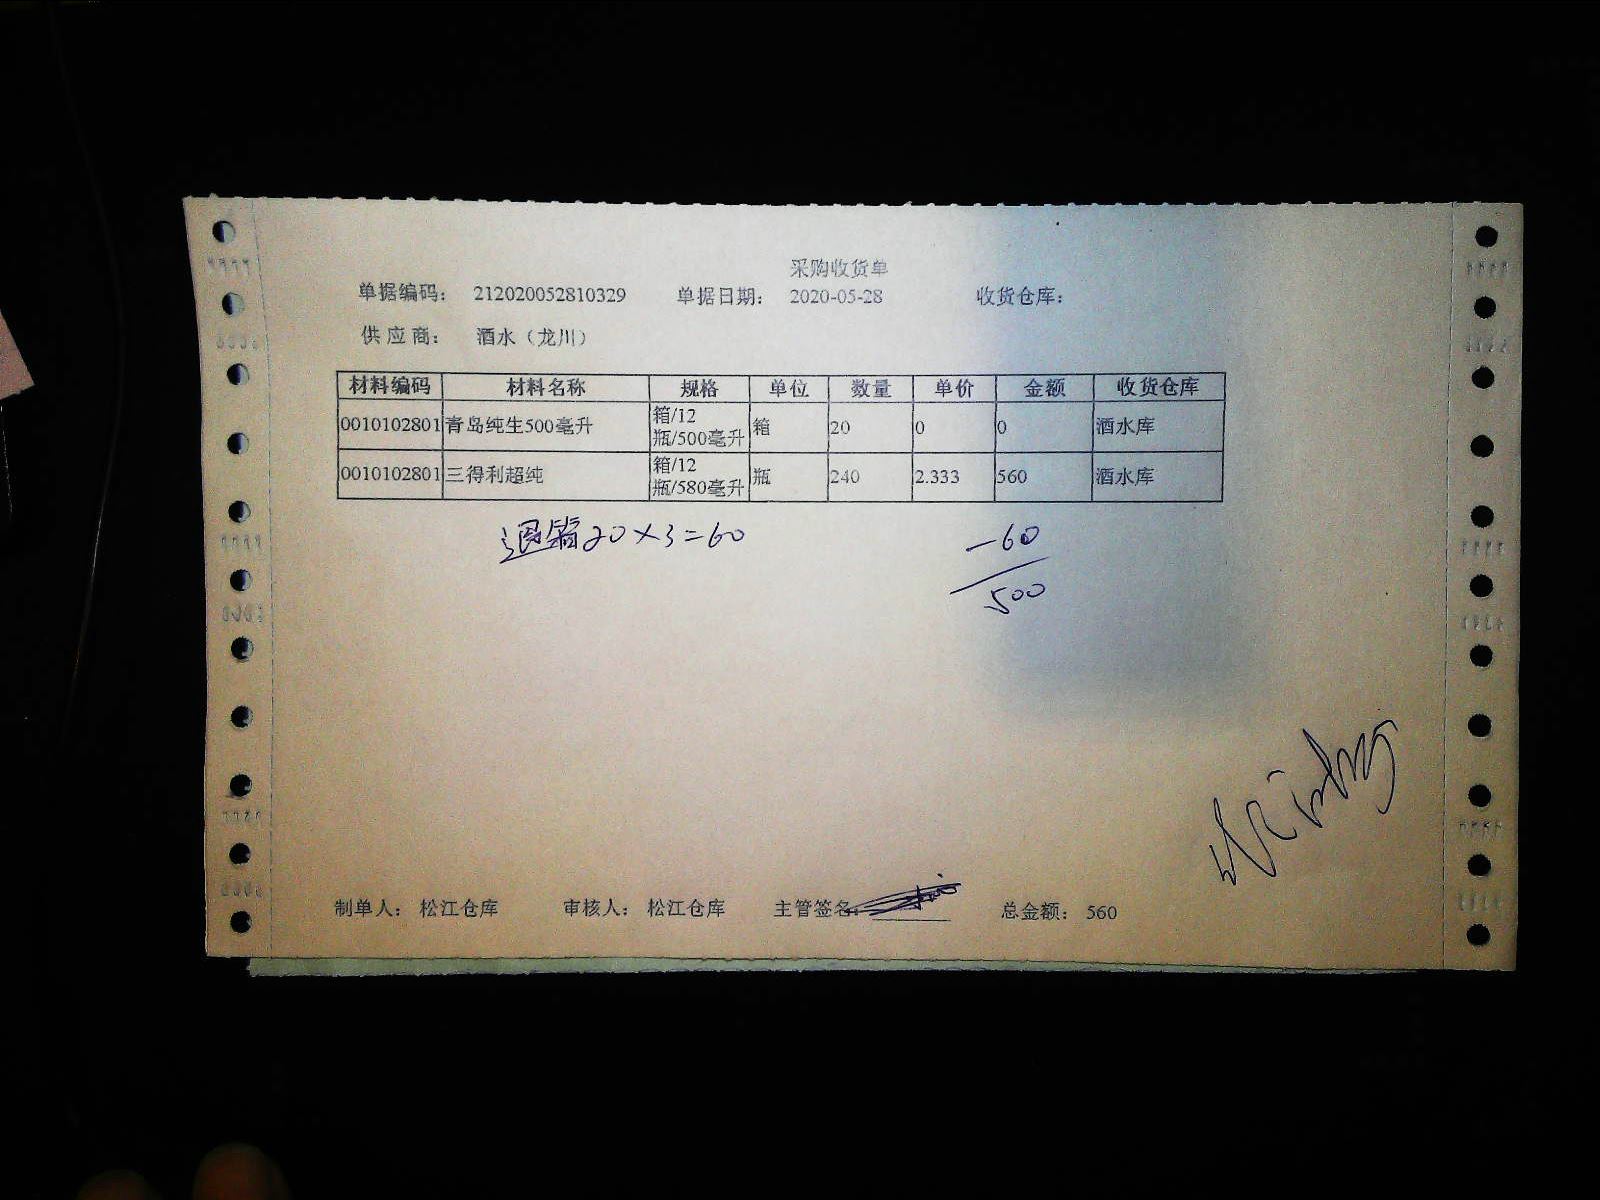 采购收货单
单据编码： 212020052810329 单据日期： 2020-05-28 收货仓库：
供 应 商： 酒水（龙川）
材料编码 材料名称 规格 单位 数量 单价 金额 收货仓库
0010102801 青岛纯生500毫升 箱/12瓶/500毫升 箱 20 0 0 酒水库
0010102801 三得利超纯 箱/12瓶/580毫升 瓶 240 2.333 560 酒水库
退箱20×3=60 -60
500
制单人： 松江仓库 审核人： 松江仓库 主管签名： 总金额： 560